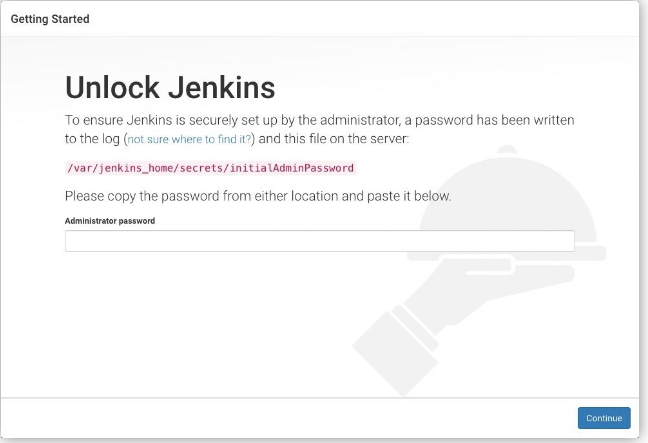 Getting Started
Unlock Jenkins
To ensure Jenkins is securely set up by the administrator, a password has been written
to the log (not sure where to find it?) and this file on the server:
/var/jenkins_home/secrets/initialAdminPassword
Please copy the password from either location and paste it below.
Administrator password
Continue